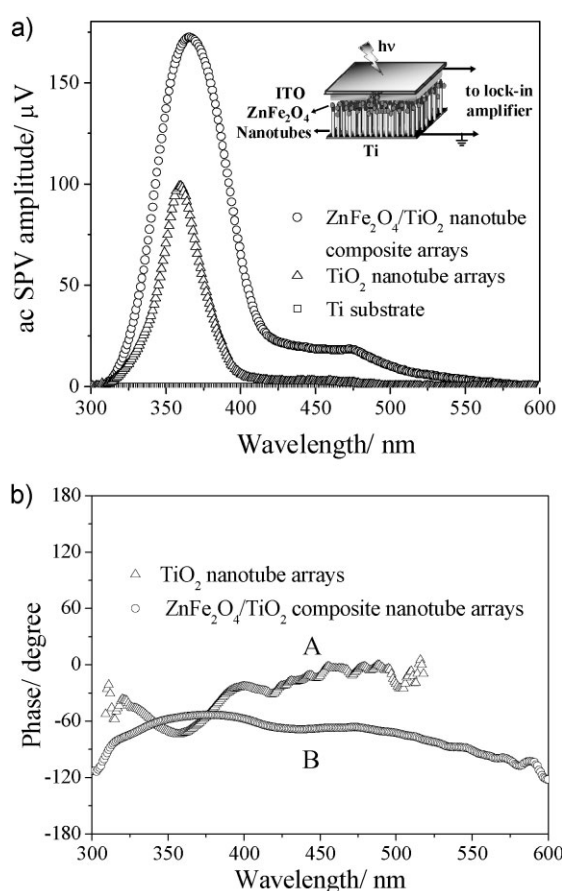 a)
175
150
100
50
0
ac SPV amplitude/ μV
hν
ITO
ZnFe₂O₄
Nanotubes
Ti
to lock-in
amplifier
ZnFe₂O₄/TiO₂ nanotube
composite arrays
TiO₂ nanotube arrays
Ti substrate
300 350 400 450 500 550 600
Wavelength/ nm
b)
180
120
60
0
-60
-120
-180
Phase/ degree
TiO₂ nanotube arrays
ZnFe₂O₄/TiO₂ composite nanotube arrays
A
B
300 350 400 450 500 550 600
Wavelength/ nm